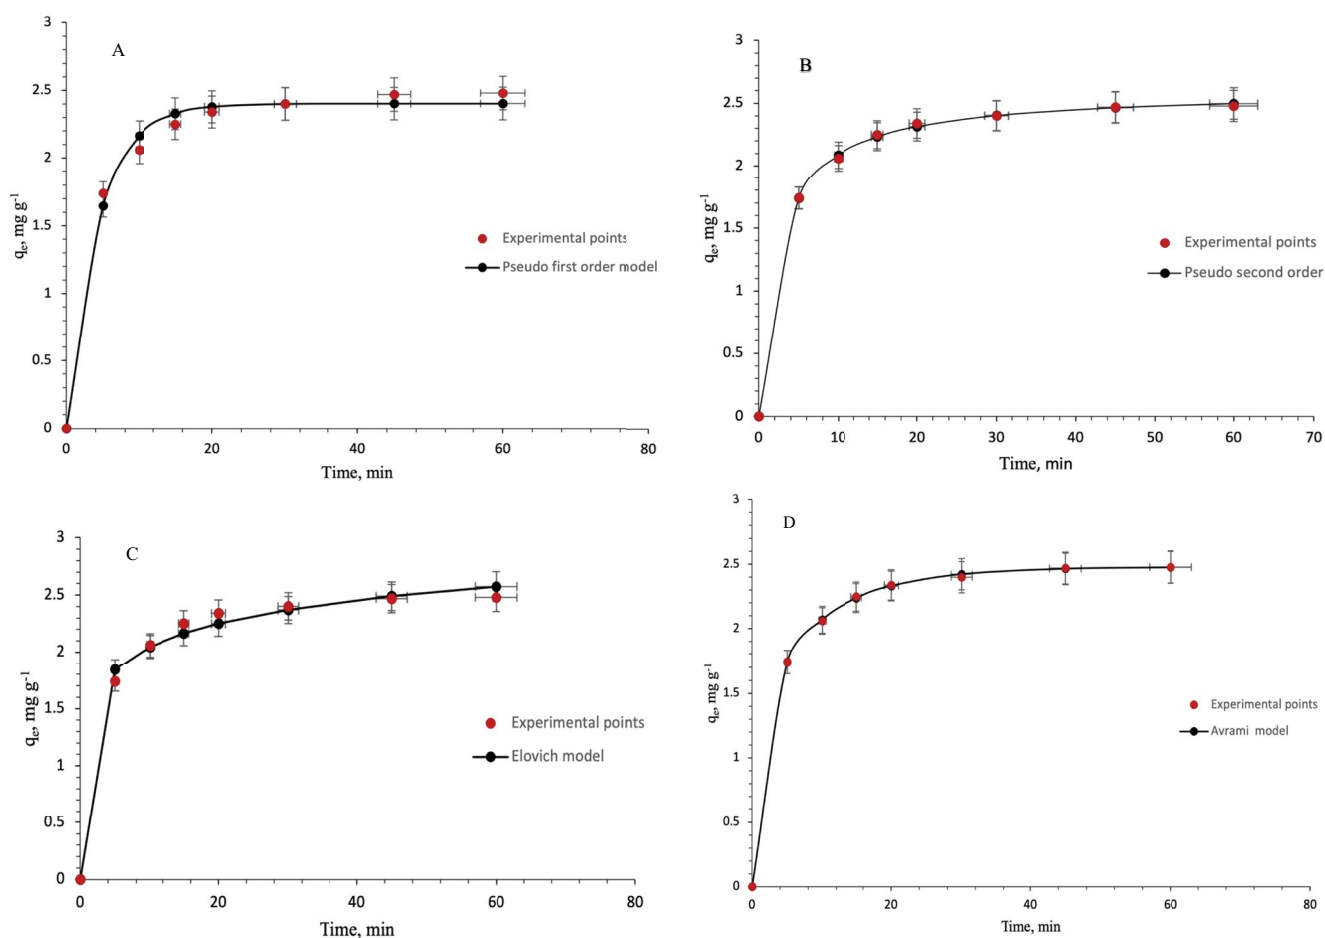 A
3
2.5
2
1.5
1
0.5
0
qₑ, mg g⁻¹
Experimental points
Pseudo first order model
0 20 40 60 80
Time, min
B
3
2.5
2
1.5
1
0.5
0
qₑ, mg g⁻¹
Experimental points
Pseudo second order
0 10 20 30 40 50 60 70
Time, min
C
3
2.5
2
1.5
1
0.5
0
qₑ, mg g⁻¹
Experimental points
Elovich model
0 20 40 60 80
Time, min
D
3
2.5
2
1.5
1
0.5
0
qₑ, mg g⁻¹
Experimental points
Avrami model
0 20 40 60 80
Time, min